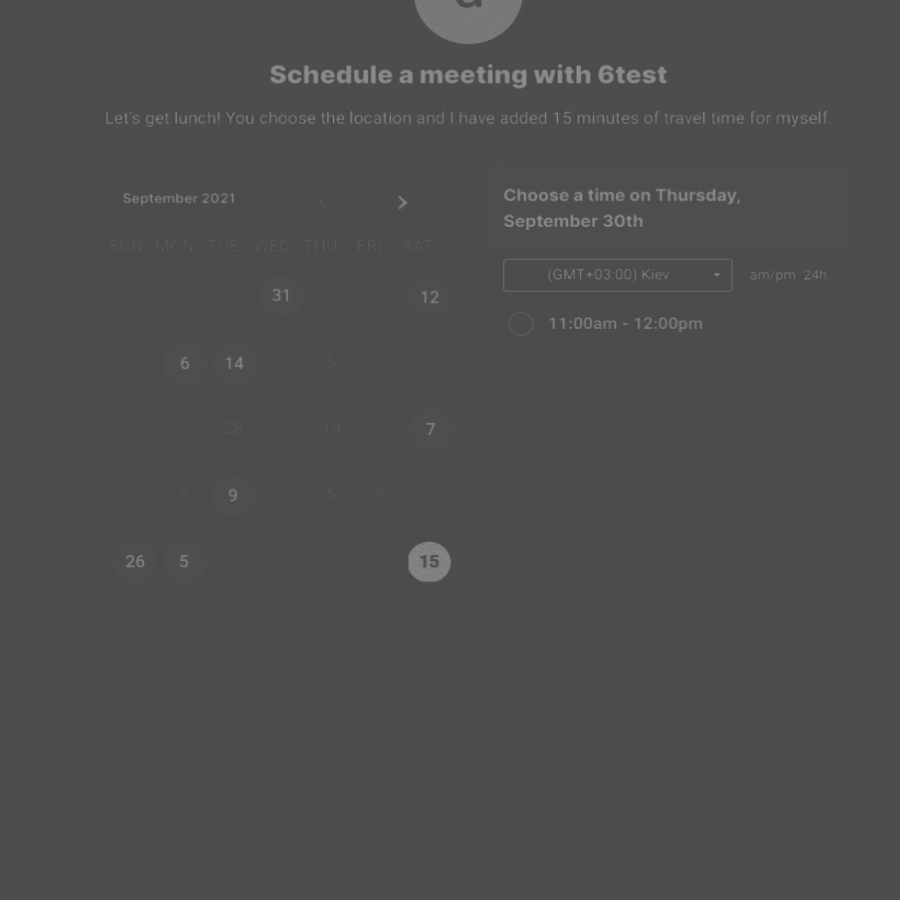 Schedule a meeting with 6test
Let's get lunch! You choose the location and I have added 15 minutes of travel time for myself.
September 2021 < >
SUN MON TUE WED THU FRI SAT
31 12
6 14 5
28 19 7
5 9 5 5
26 5 15
Choose a time on Thursday,
September 30th
(GMT+03:00) Kiev am/pm 24h
11:00am - 12:00pm